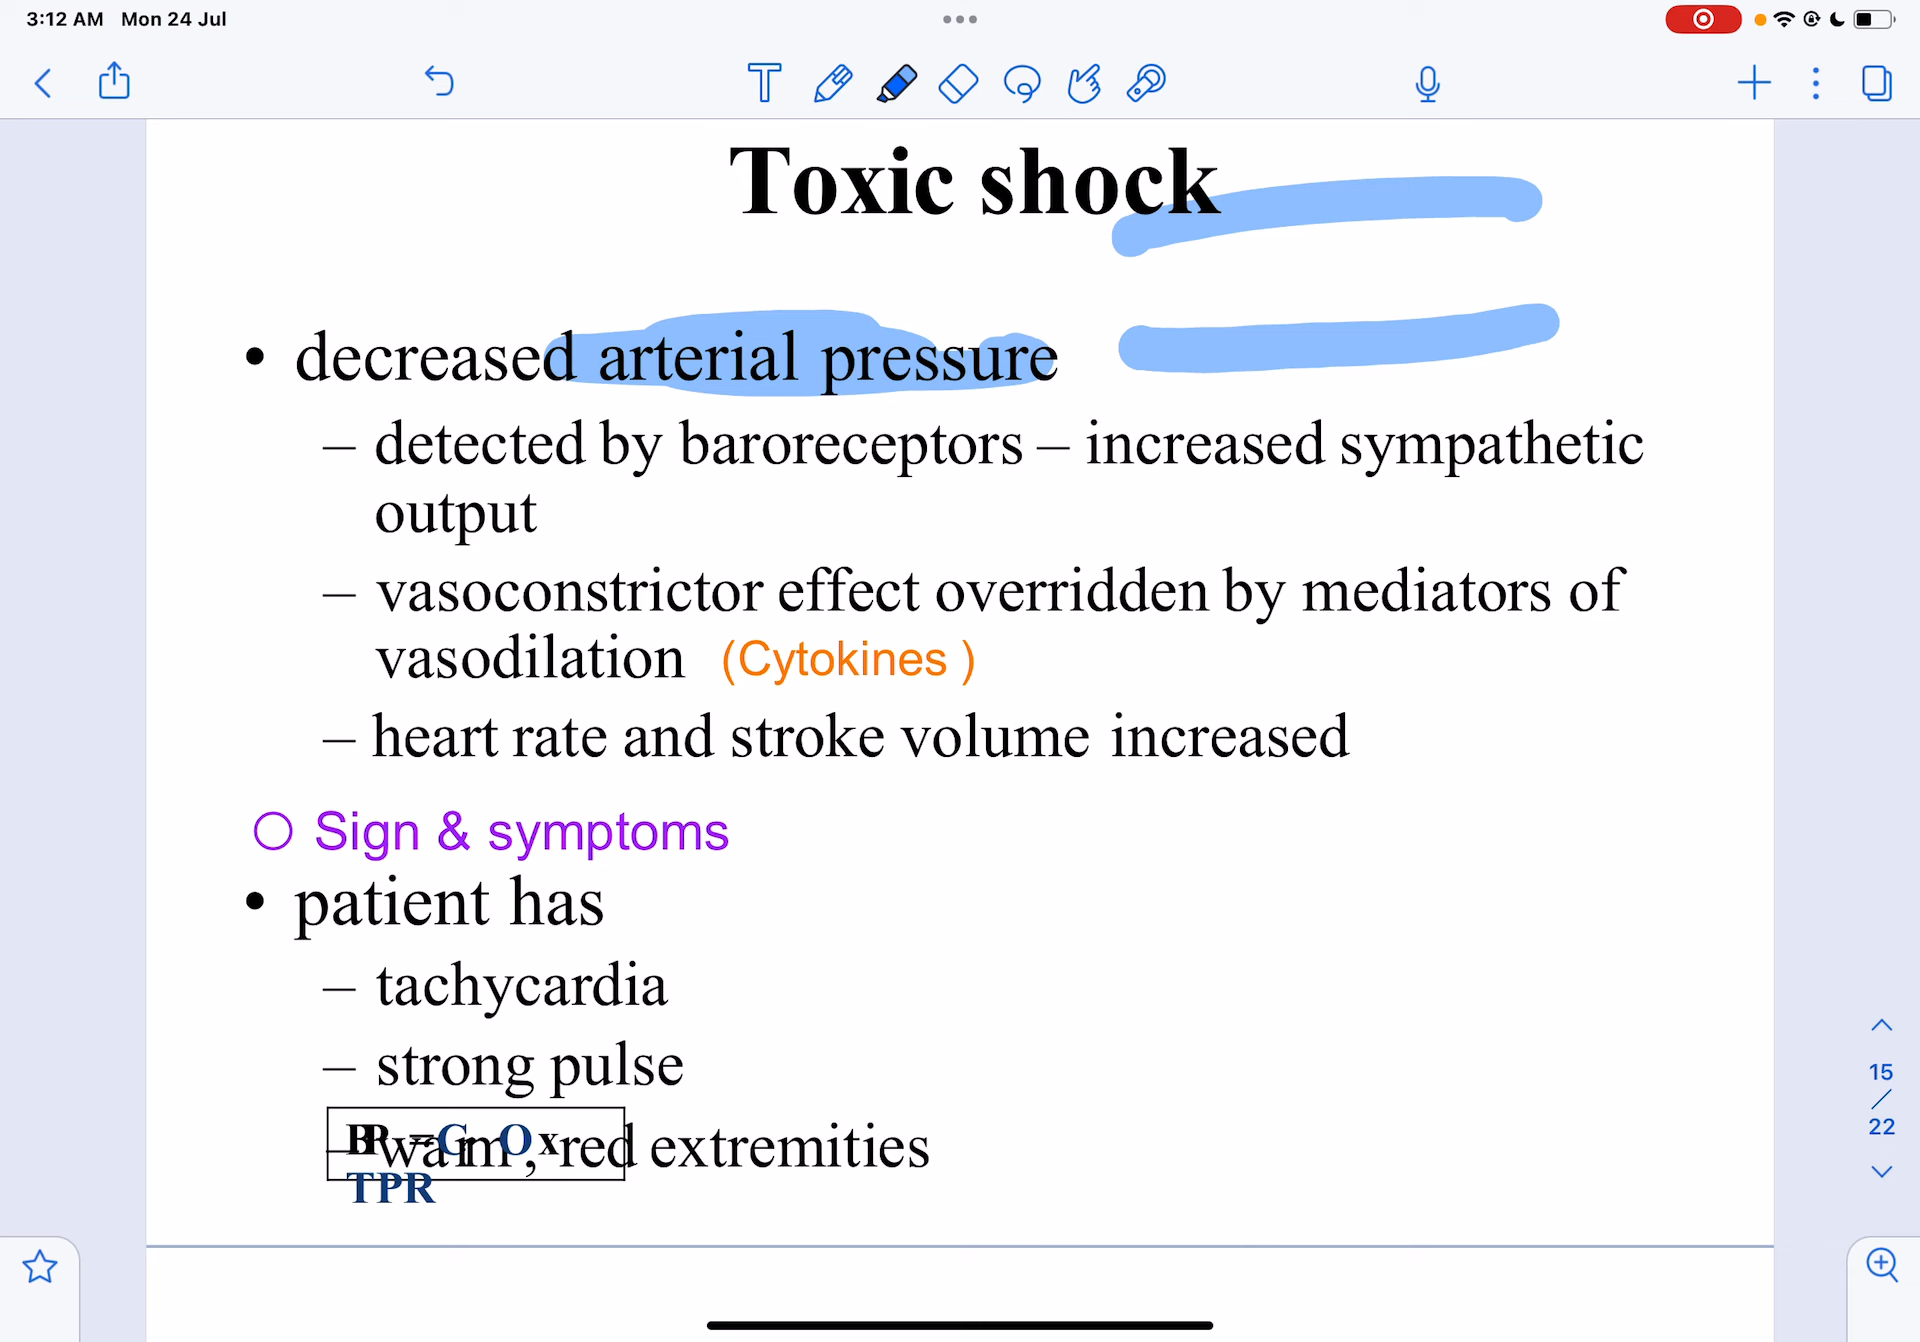 3:12 AM Mon 24 Jul
Toxic shock
• decreased arterial pressure
– detected by baroreceptors – increased sympathetic
output
– vasoconstrictor effect overridden by mediators of
vasodilation (Cytokines )
– heart rate and stroke volume increased
○ Sign & symptoms
• patient has
– tachycardia
– strong pulse
– warm, red extremities
BP = C O x
TPR
15
/
22